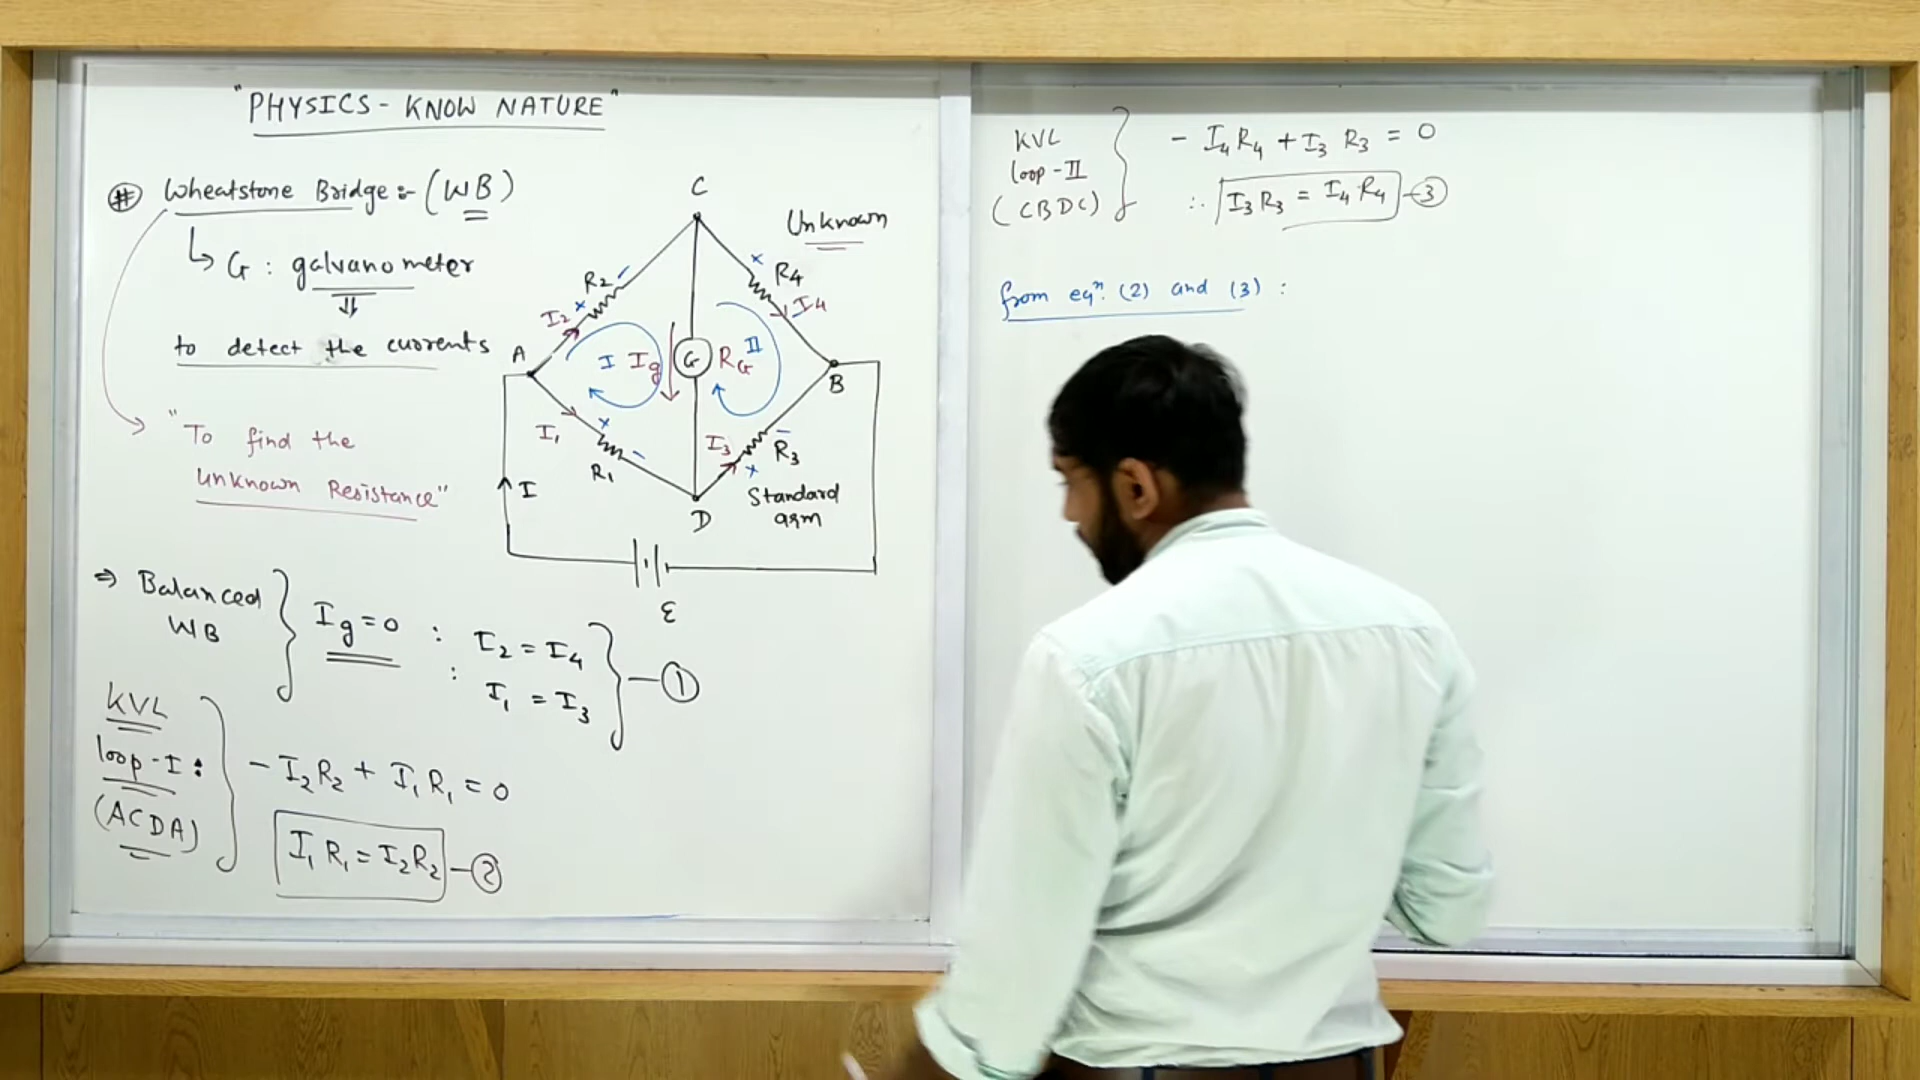 "PHYSICS - KNOW NATURE"
# Wheatstone Bridge :- (WB)
↳ G : galvanometer
⇓
to detect the currents
"To find the
Unknown Resistance"
C
Unknown
R₂ −
+
I₂
+ R₄
I₄
A
I I_g G R_G II
B
I₁
+
R₁ −
I₃
− R₃
+
I
Standard
arm
D
ε
⇒ Balanced
WB
I_g = 0 : I₂ = I₄
: I₁ = I₃ — ①
KVL
loop - I :
(ACDA)
- I₂R₂ + I₁R₁ = 0
I₁R₁ = I₂R₂ — ②
KVL
loop - II
(CBDC)
- I₄R₄ + I₃R₃ = 0
∴ I₃R₃ = I₄R₄ — ③
from eqⁿ. (2) and (3) :